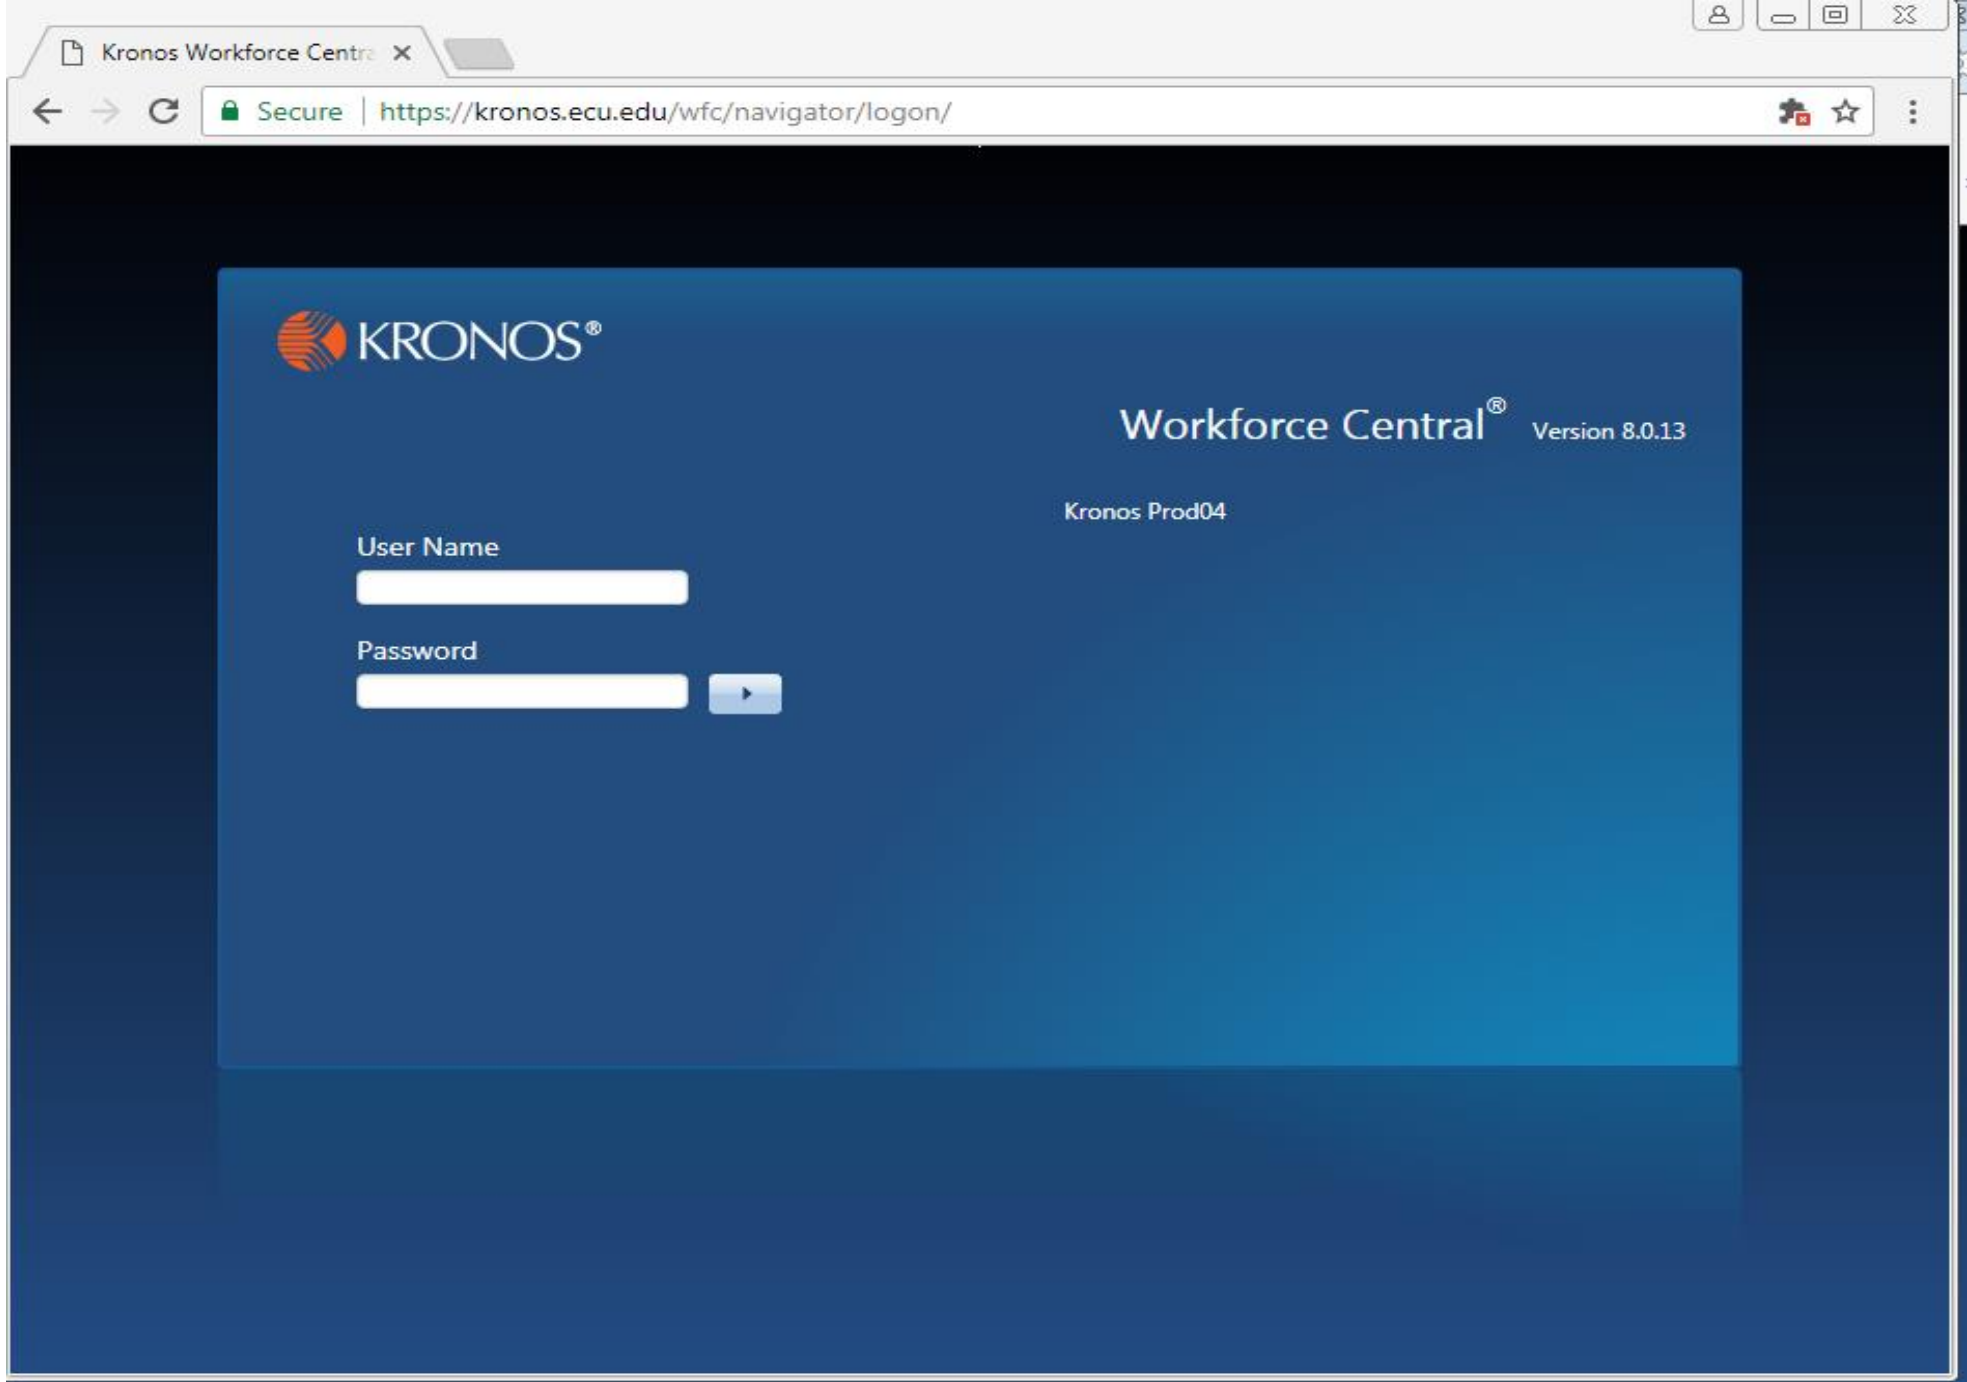 Kronos Workforce Centr
Secure | https://kronos.ecu.edu/wfc/navigator/logon/
KRONOS®
Workforce Central® Version 8.0.13
Kronos Prod04
User Name
Password